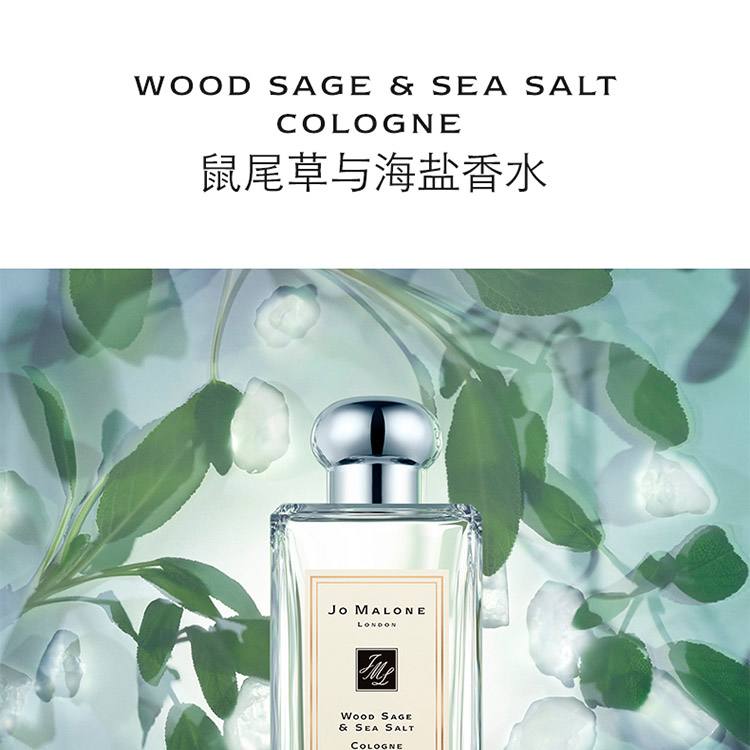 WOOD SAGE & SEA SALT
COLOGNE
鼠尾草与海盐香水
JO MALONE
LONDON
JML
WOOD SAGE
& SEA SALT
COLOGNE